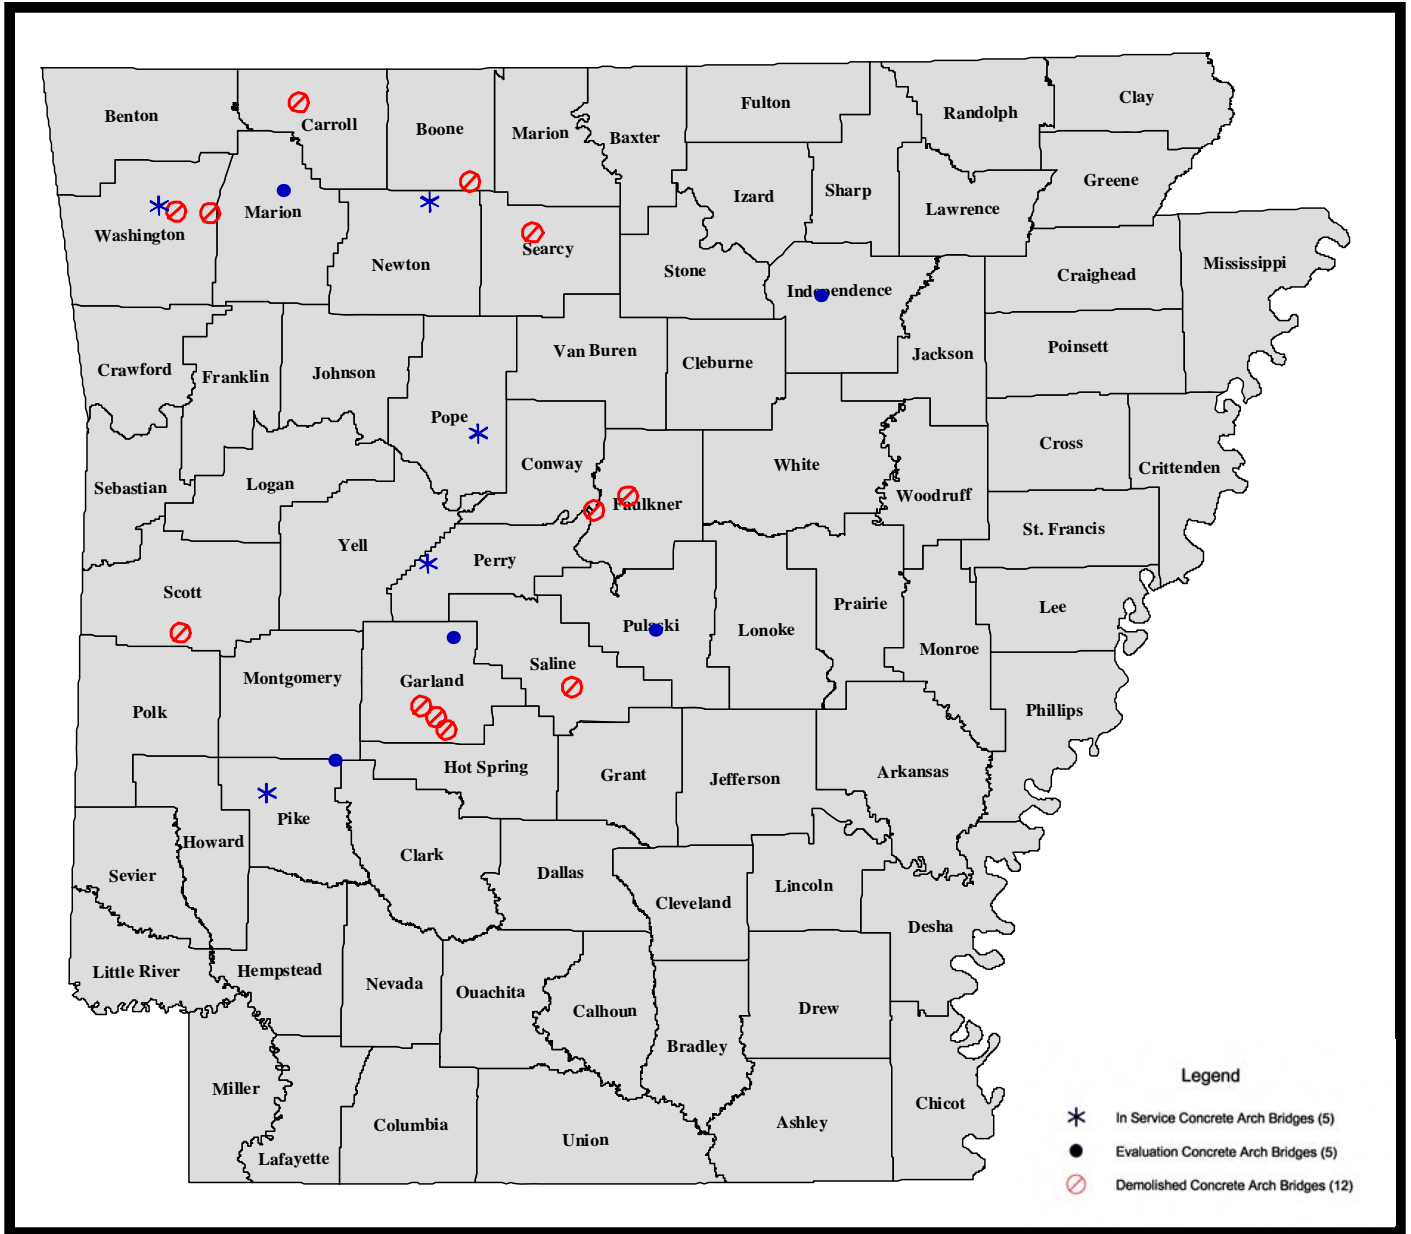 Benton
Carroll
Boone
Marion
Baxter
Fulton
Randolph
Clay
Washington
Marion
Newton
Searcy
Stone
Izard
Sharp
Lawrence
Greene
Independence
Craighead
Mississippi
Crawford
Franklin
Johnson
Pope
Van Buren
Cleburne
Jackson
Poinsett
Sebastian
Logan
Conway
Faulkner
White
Woodruff
Cross
Crittenden
St. Francis
Scott
Yell
Perry
Pulaski
Lonoke
Prairie
Monroe
Lee
Phillips
Polk
Montgomery
Garland
Saline
Hot Spring
Grant
Jefferson
Arkansas
Howard
Pike
Clark
Dallas
Cleveland
Lincoln
Desha
Sevier
Little River
Hempstead
Nevada
Ouachita
Calhoun
Bradley
Drew
Miller
Lafayette
Columbia
Union
Ashley
Chicot
Legend
In Service Concrete Arch Bridges (5)
Evaluation Concrete Arch Bridges (5)
Demolished Concrete Arch Bridges (12)